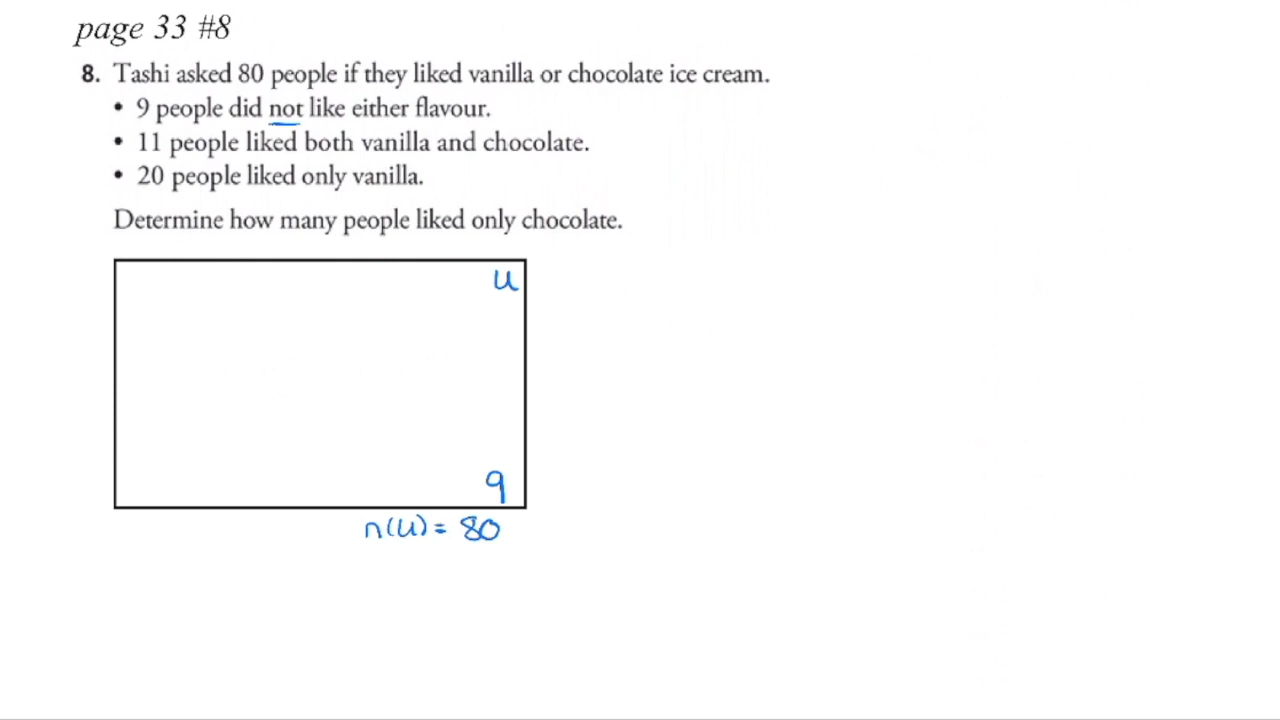 page 33 #8
8. Tashi asked 80 people if they liked vanilla or chocolate ice cream.
• 9 people did not like either flavour.
• 11 people liked both vanilla and chocolate.
• 20 people liked only vanilla.
Determine how many people liked only chocolate.
U
9
n(U) = 80